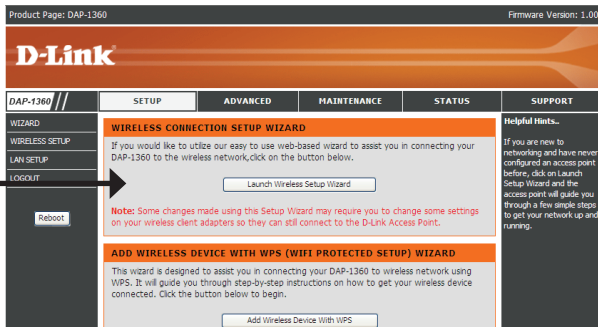 Product Page: DAP-1360
Firmware Version: 1.00
D-Link
DAP-1360
SETUP
ADVANCED
MAINTENANCE
STATUS
SUPPORT
WIZARD
WIRELESS SETUP
LAN SETUP
LOGOUT
Reboot
WIRELESS CONNECTION SETUP WIZARD
If you would like to utilize our easy to use web-based wizard to assist you in connecting your
DAP-1360 to the wireless network,click on the button below.
Launch Wireless Setup Wizard
Note: Some changes made using this Setup Wizard may require you to change some settings
on your wireless client adapters so they can still connect to the D-Link Access Point.
ADD WIRELESS DEVICE WITH WPS (WIFI PROTECTED SETUP) WIZARD
This wizard is designed to assist you in connecting your DAP-1360 to wireless network using
WPS. It will guide you through step-by-step instructions on how to get your wireless device
connected. Click the button below to begin.
Add Wireless Device With WPS
Helpful Hints..
If you are new to
networking and have never
configured an access point
before, click on Launch
Setup Wizard and the
access point will guide you
through a few simple steps
to get your network up and
running.